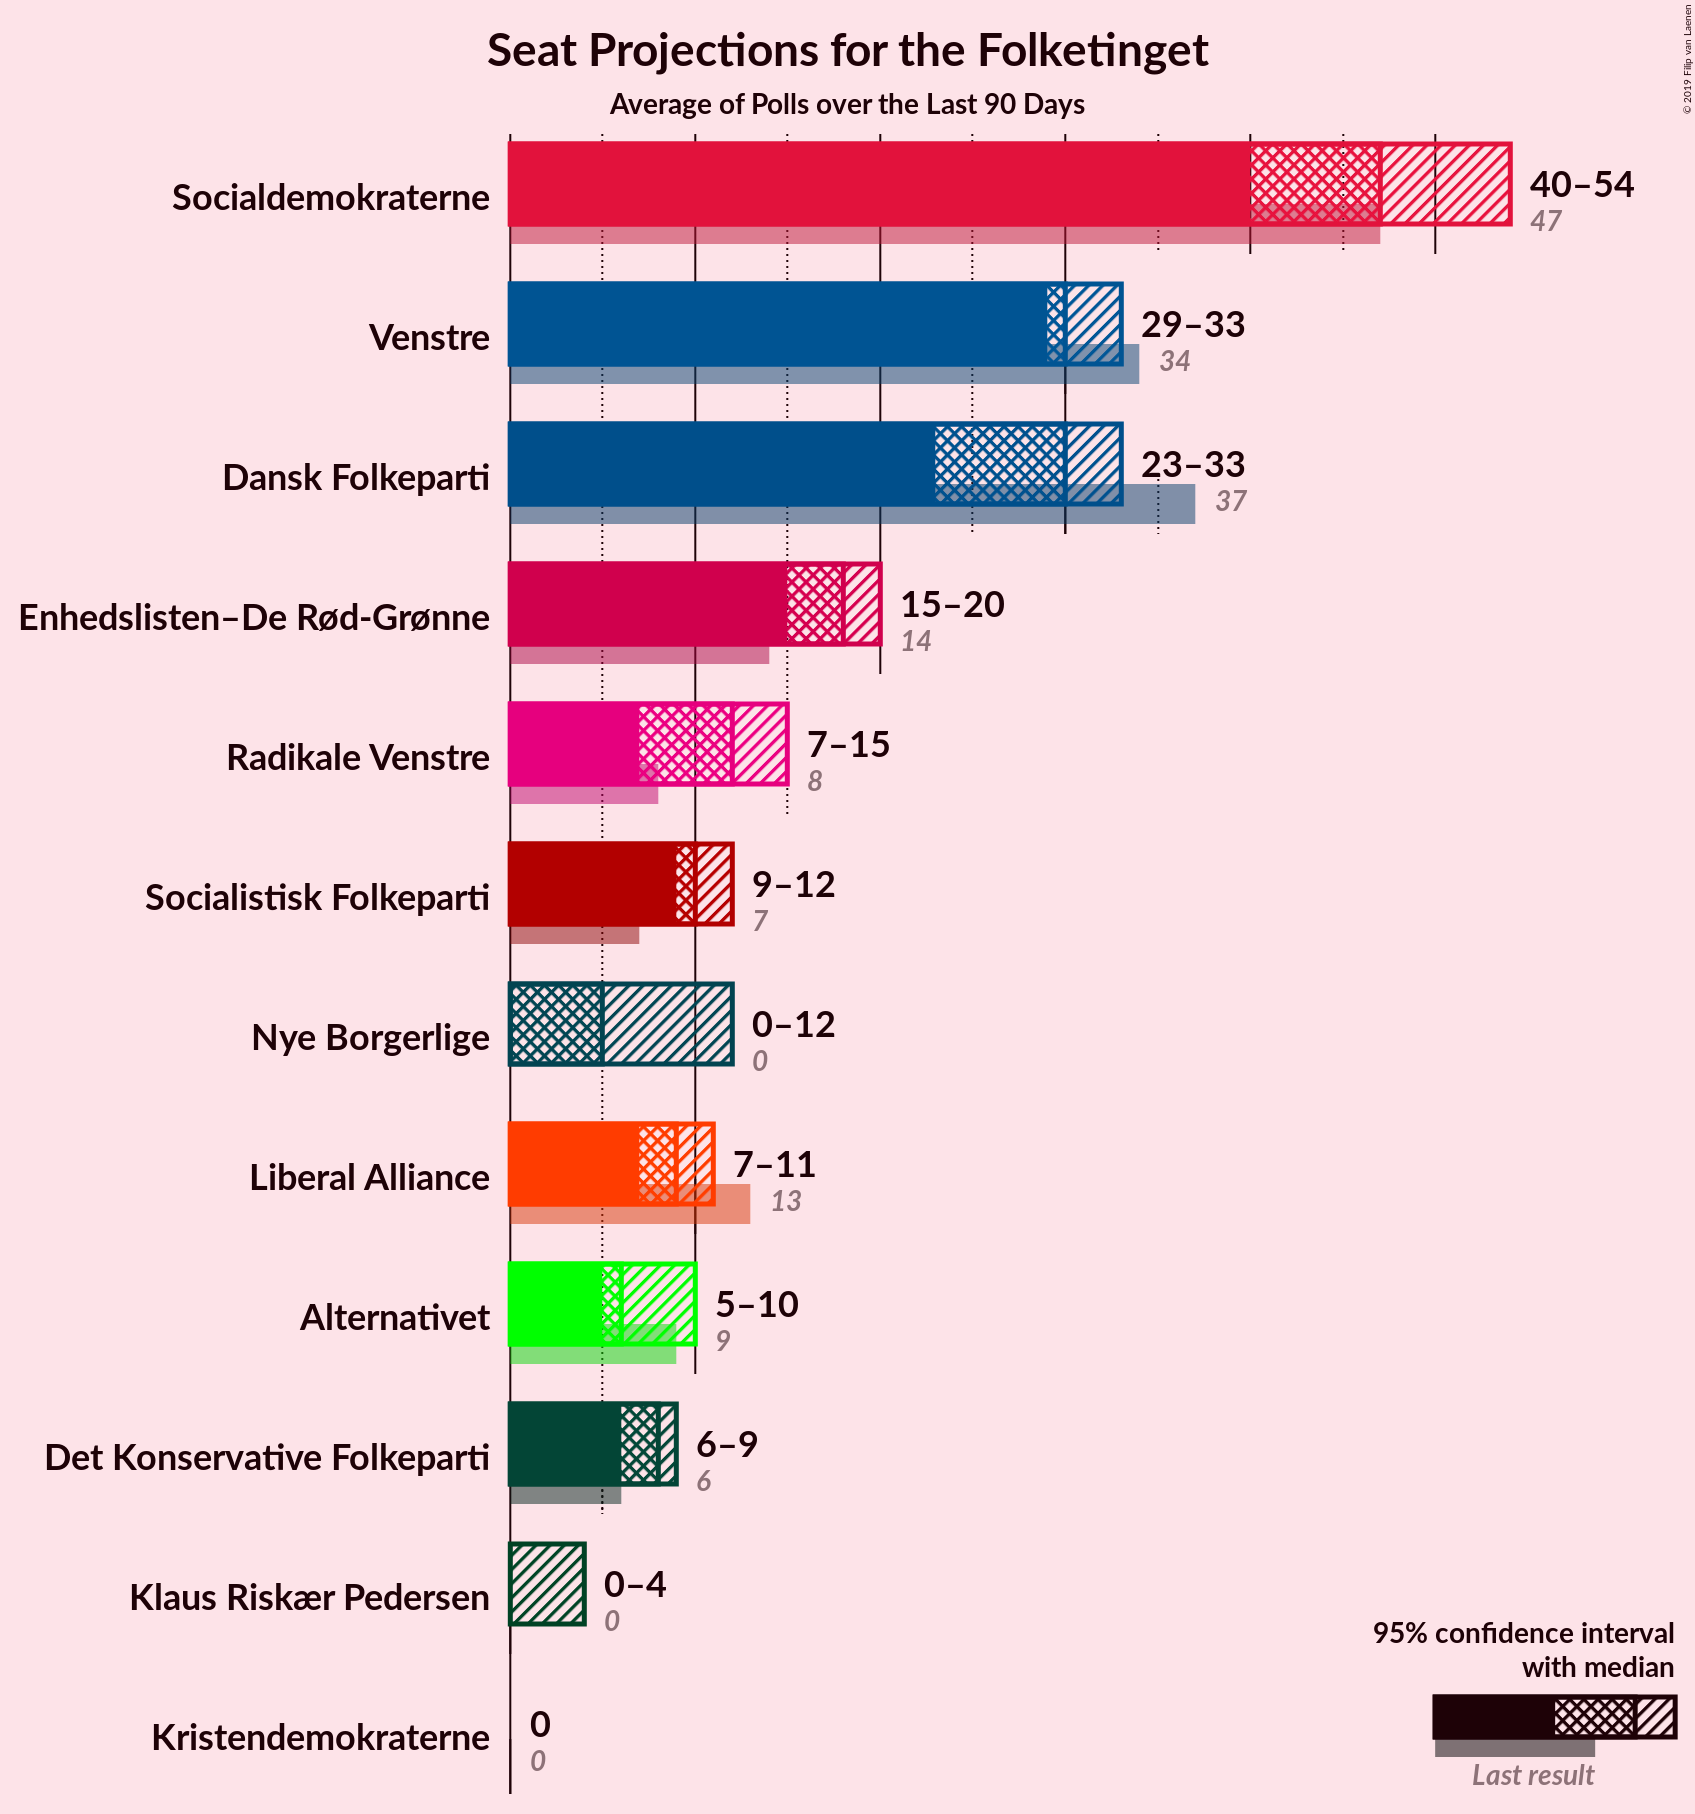 Seat Projections for the Folketinget
Average of Polls over the Last 90 Days
© 2019 Filip van Laenen
Socialdemokraterne
40–54
47
Venstre
29–33
34
Dansk Folkeparti
23–33
37
Enhedslisten–De Rød-Grønne
15–20
14
Radikale Venstre
7–15
8
Socialistisk Folkeparti
9–12
7
Nye Borgerlige
0–12
0
Liberal Alliance
7–11
13
Alternativet
5–10
9
Det Konservative Folkeparti
6–9
6
Klaus Riskær Pedersen
0–4
0
Kristendemokraterne
0
0
95% confidence interval
with median
Last result